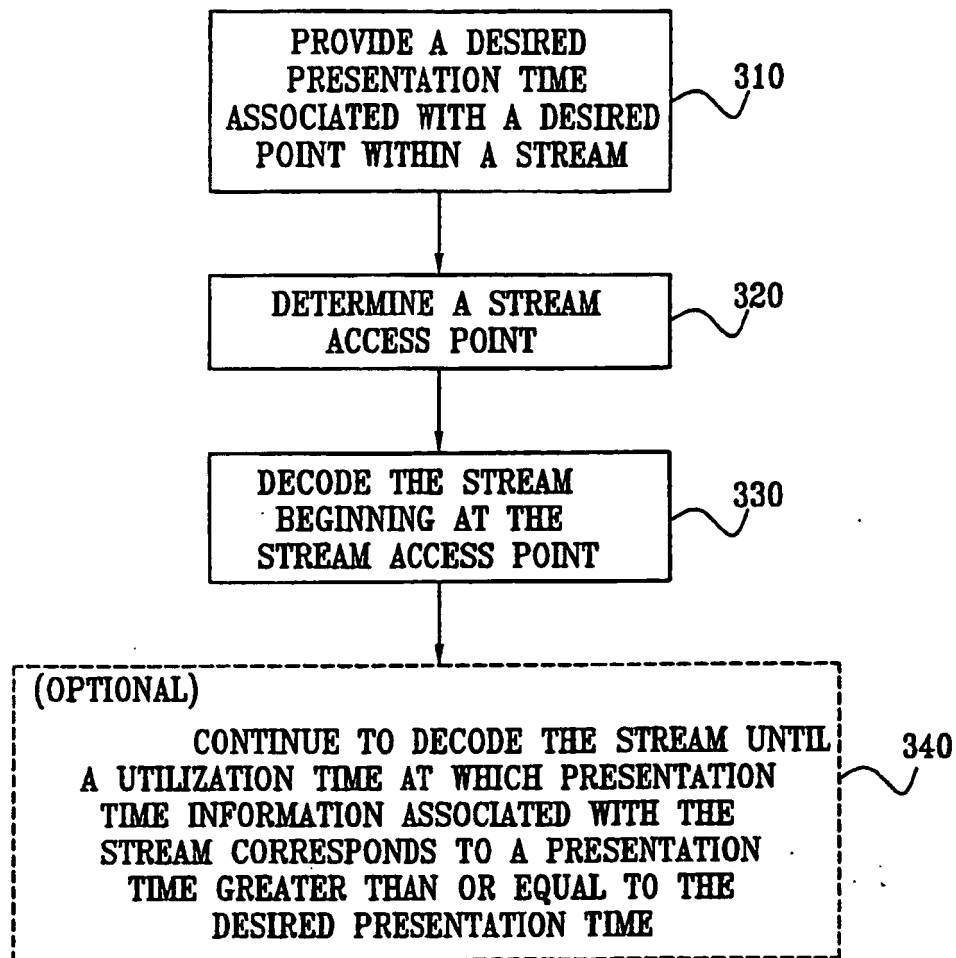 PROVIDE A DESIRED
PRESENTATION TIME
ASSOCIATED WITH A DESIRED
POINT WITHIN A STREAM
310
DETERMINE A STREAM
ACCESS POINT
320
DECODE THE STREAM
BEGINNING AT THE
STREAM ACCESS POINT
330
(OPTIONAL)
CONTINUE TO DECODE THE STREAM UNTIL
A UTILIZATION TIME AT WHICH PRESENTATION
TIME INFORMATION ASSOCIATED WITH THE
STREAM CORRESPONDS TO A PRESENTATION
TIME GREATER THAN OR EQUAL TO THE
DESIRED PRESENTATION TIME
340